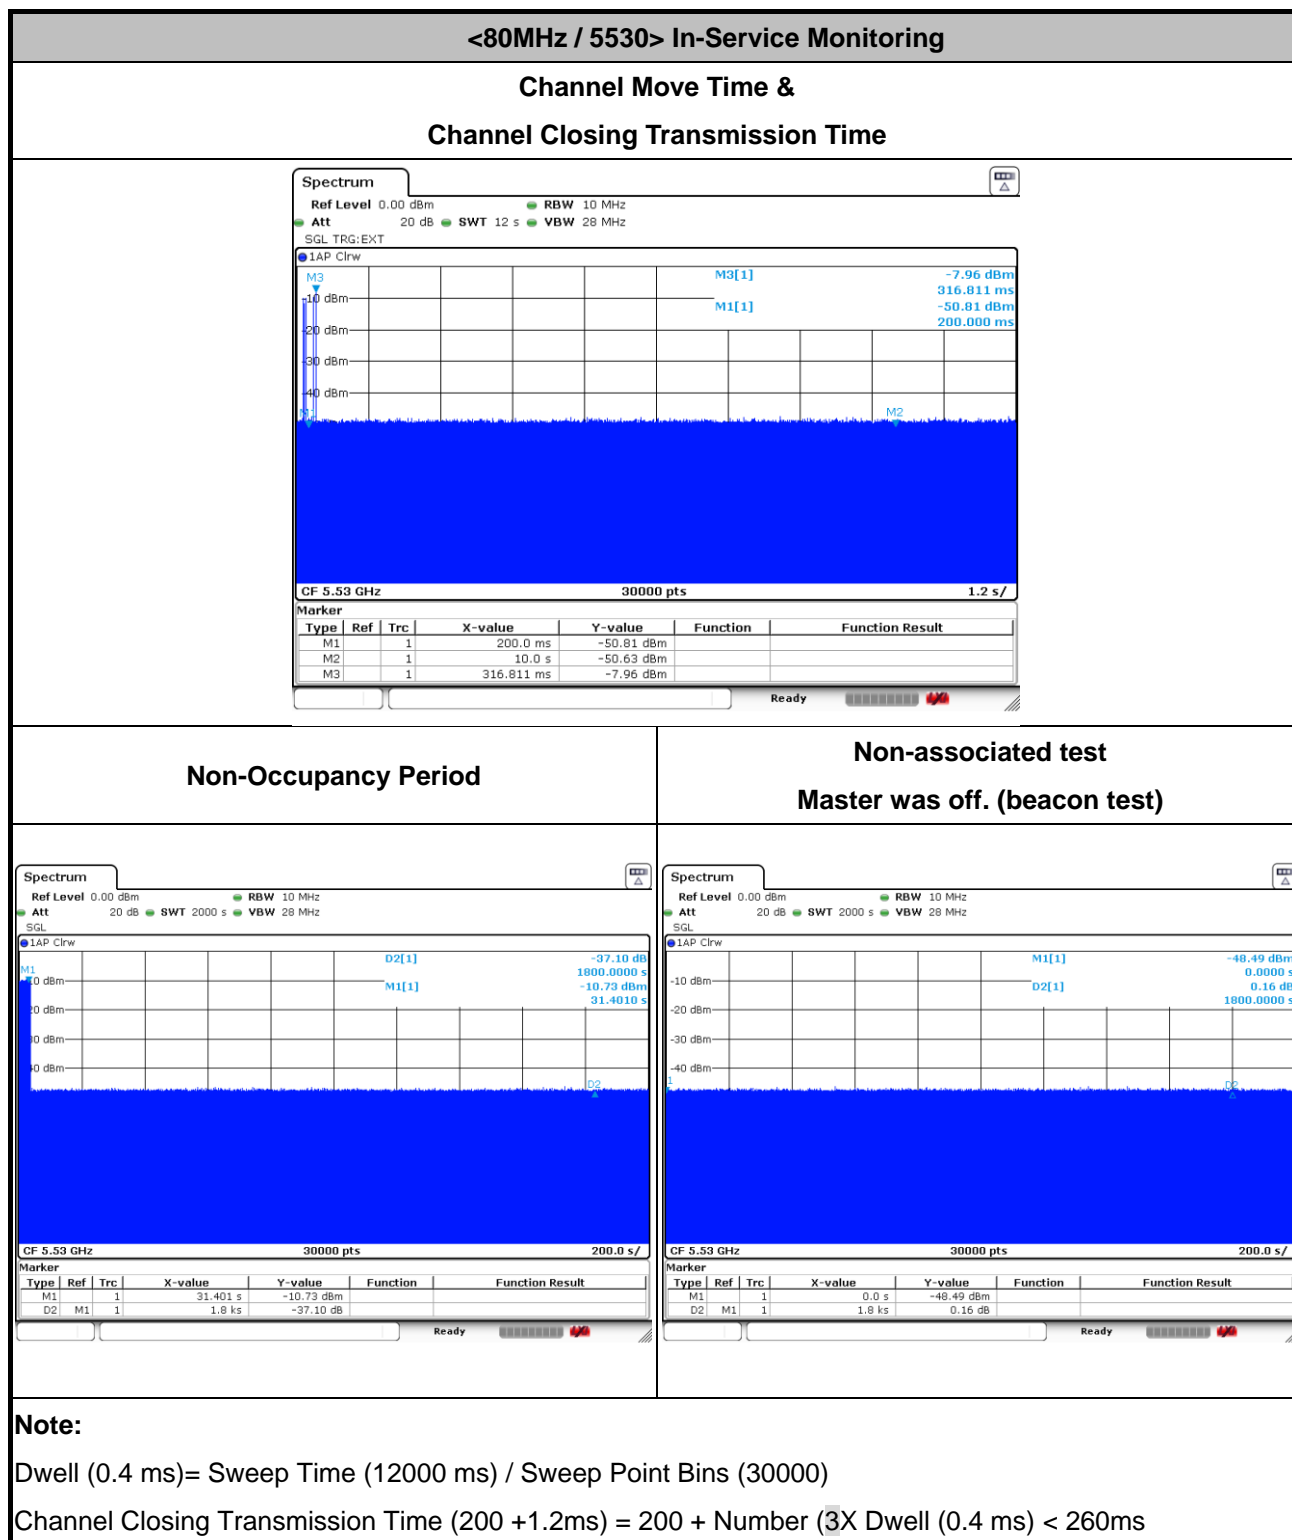 <80MHz / 5530> In-Service Monitoring
Channel Move Time &
Channel Closing Transmission Time
Spectrum
Ref Level 0.00 dBm RBW 10 MHz
Att 20 dB SWT 12 s VBW 28 MHz
SGL TRG:EXT
1AP Clrw
M3 M3[1] -7.96 dBm
316.811 ms
-10 dBm M1[1] -50.81 dBm
200.000 ms
-20 dBm
-30 dBm
-40 dBm
M1 M2
CF 5.53 GHz 30000 pts 1.2 s/
Marker
Type Ref Trc X-value Y-value Function Function Result
M1 1 200.0 ms -50.81 dBm
M2 1 10.0 s -50.63 dBm
M3 1 316.811 ms -7.96 dBm
Ready
Non-Occupancy Period
Non-associated test
Master was off. (beacon test)
Spectrum
Ref Level 0.00 dBm RBW 10 MHz
Att 20 dB SWT 2000 s VBW 28 MHz
SGL
1AP Clrw
D2[1] -37.10 dB
M1 1800.0000 s
-10 dBm M1[1] -10.73 dBm
31.4010 s
-20 dBm
-30 dBm
-40 dBm
D2
CF 5.53 GHz 30000 pts 200.0 s/
Marker
Type Ref Trc X-value Y-value Function Function Result
M1 1 31.401 s -10.73 dBm
D2 M1 1 1.8 ks -37.10 dB
Ready
Spectrum
Ref Level 0.00 dBm RBW 10 MHz
Att 20 dB SWT 2000 s VBW 28 MHz
SGL
1AP Clrw
M1[1] -48.49 dBm
0.0000 s
-10 dBm D2[1] 0.16 dB
1800.0000 s
-20 dBm
-30 dBm
-40 dBm
1 D2
CF 5.53 GHz 30000 pts 200.0 s/
Marker
Type Ref Trc X-value Y-value Function Function Result
M1 1 0.0 s -48.49 dBm
D2 M1 1 1.8 ks 0.16 dB
Ready
Note:
Dwell (0.4 ms)= Sweep Time (12000 ms) / Sweep Point Bins (30000)
Channel Closing Transmission Time (200 +1.2ms) = 200 + Number (3X Dwell (0.4 ms) < 260ms